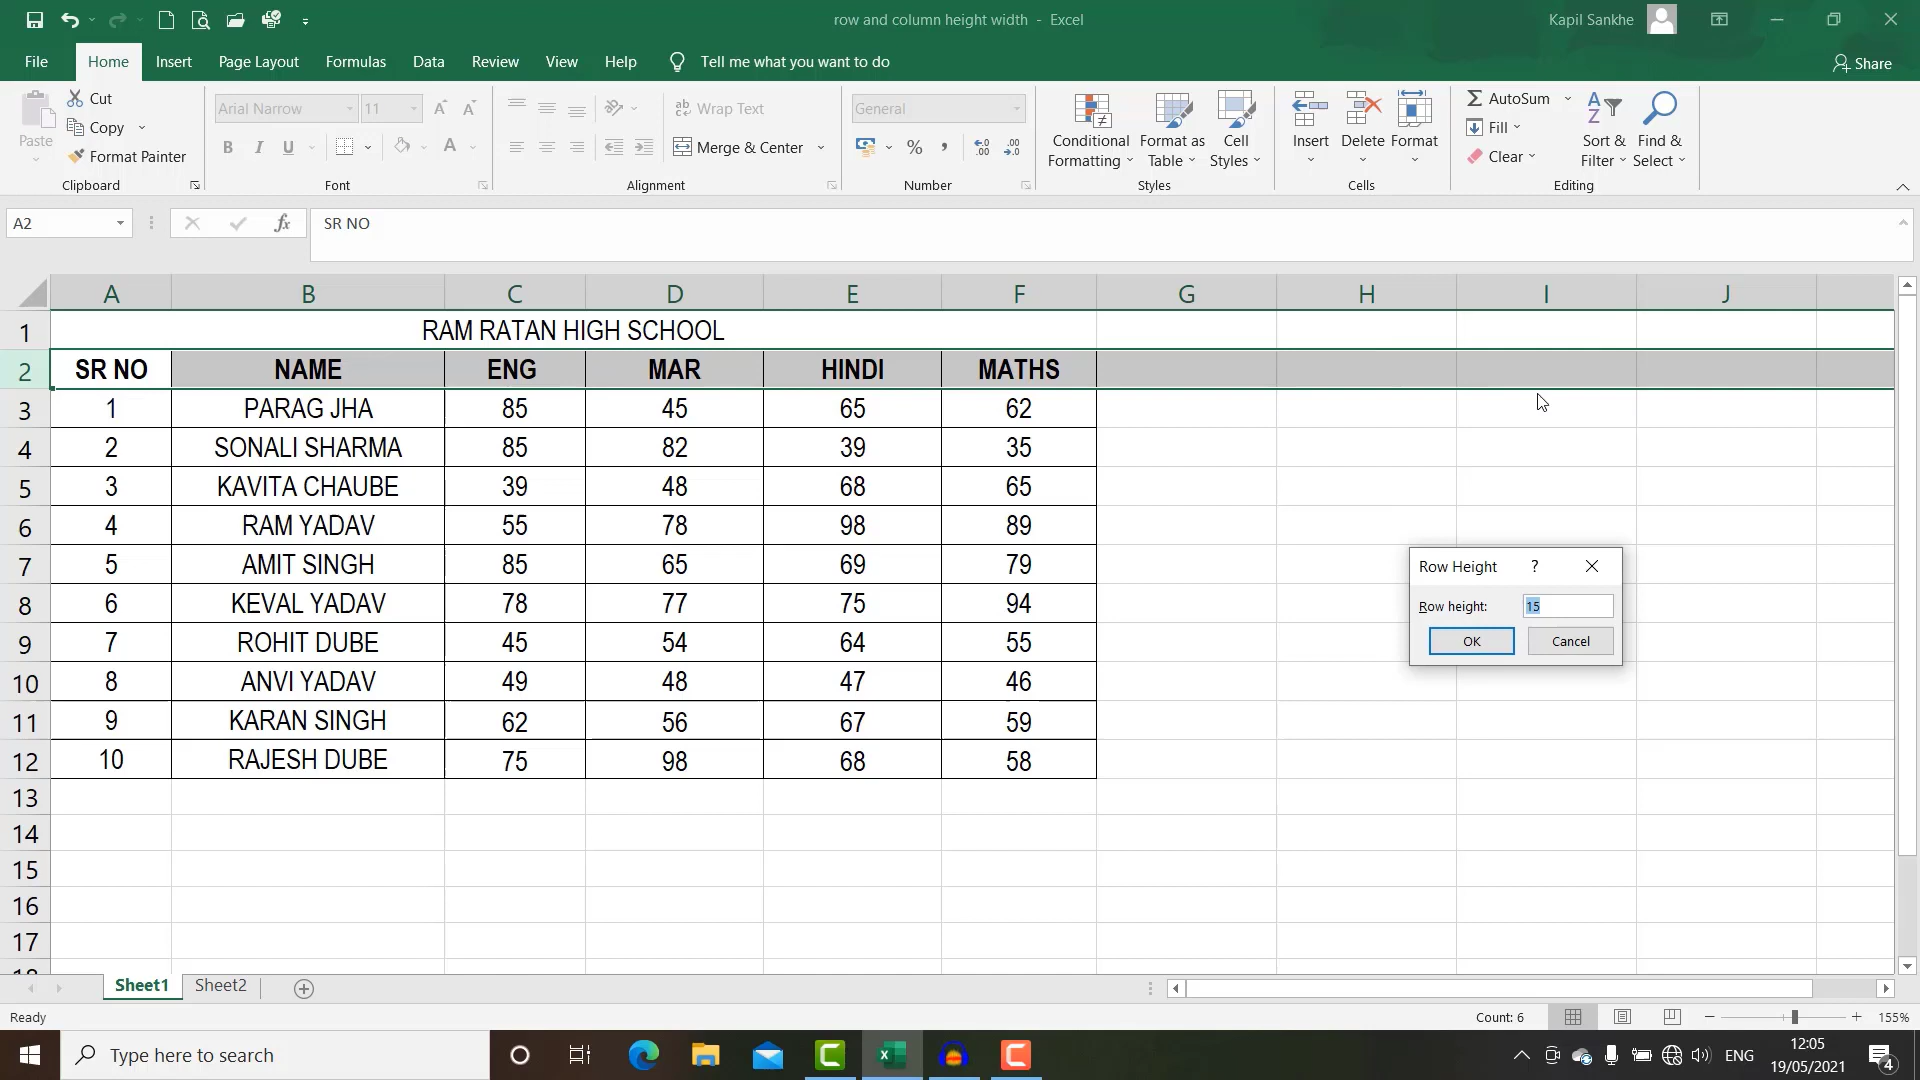 row and column height width - Excel
Kapil Sankhe
File Home Insert Page Layout Formulas Data Review View Help Tell me what you want to do
Share
Paste
Cut
Copy
Format Painter
Clipboard
Arial Narrow 11
B I U
Font
Wrap Text
Merge & Center
Alignment
General
% ,
Number
Conditional Formatting
Format as Table
Cell Styles
Styles
Insert Delete Format
Cells
AutoSum
Fill
Clear
Sort & Filter
Find & Select
Editing
A2 fx SR NO
A B C D E F G H I J
1 RAM RATAN HIGH SCHOOL
2 SR NO NAME ENG MAR HINDI MATHS
3 1 PARAG JHA 85 45 65 62
4 2 SONALI SHARMA 85 82 39 35
5 3 KAVITA CHAUBE 39 48 68 65
6 4 RAM YADAV 55 78 98 89
7 5 AMIT SINGH 85 65 69 79
8 6 KEVAL YADAV 78 77 75 94
9 7 ROHIT DUBE 45 54 64 55
10 8 ANVI YADAV 49 48 47 46
11 9 KARAN SINGH 62 56 67 59
12 10 RAJESH DUBE 75 98 68 58
13
14
15
16
17
18
Row Height ? 
Row height: 15
OK Cancel
Sheet1 Sheet2
Ready Count: 6 155%
Type here to search
ENG
12:05
19/05/2021
4